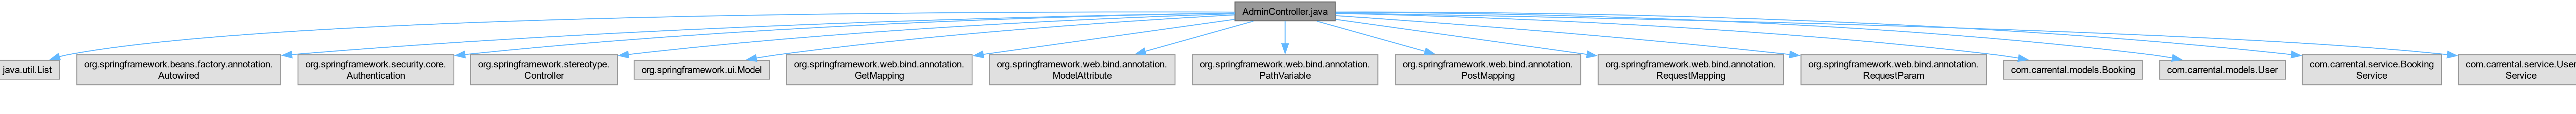 AdminController.java
java.util.List
org.springframework.beans.factory.annotation.
Autowired
org.springframework.security.core.
Authentication
org.springframework.stereotype.
Controller
org.springframework.ui.Model
org.springframework.web.bind.annotation.
GetMapping
org.springframework.web.bind.annotation.
ModelAttribute
org.springframework.web.bind.annotation.
PathVariable
org.springframework.web.bind.annotation.
PostMapping
org.springframework.web.bind.annotation.
RequestMapping
org.springframework.web.bind.annotation.
RequestParam
com.carrental.models.Booking
com.carrental.models.User
com.carrental.service.Booking
Service
com.carrental.service.User
Service